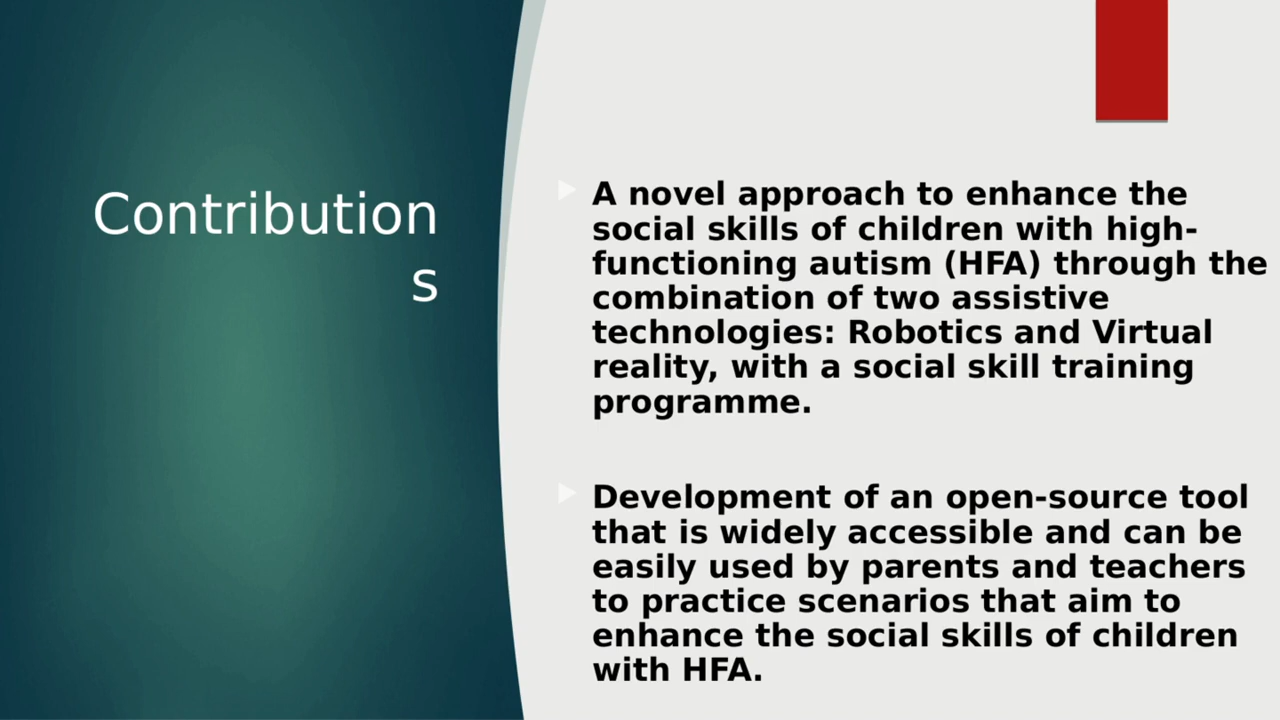 Contribution
s
A novel approach to enhance the
social skills of children with high-
functioning autism (HFA) through the
combination of two assistive
technologies: Robotics and Virtual
reality, with a social skill training
programme.
Development of an open-source tool
that is widely accessible and can be
easily used by parents and teachers
to practice scenarios that aim to
enhance the social skills of children
with HFA.